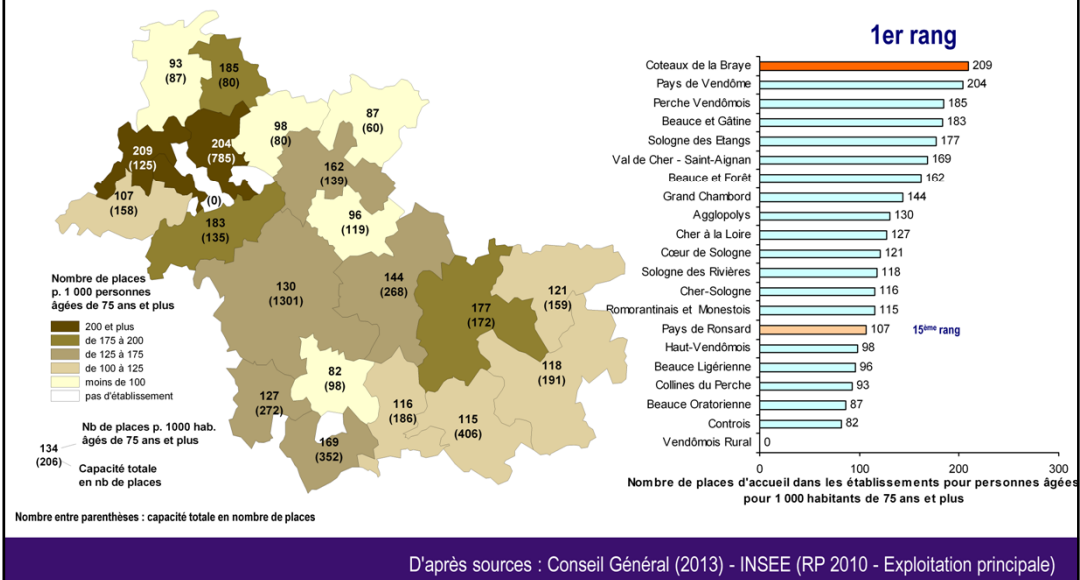 93
(87)
185
(80)
87
(60)
98
(80)
204
(785)
209
(125)
162
(139)
107
(158)
(0)
96
(119)
183
(135)
144
(268)
130
(1301)
121
(159)
177
(172)
118
(191)
82
(98)
127
(272)
116
(186)
115
(406)
169
(352)
Nombre de places
p. 1 000 personnes
âgées de 75 ans et plus
200 et plus
de 175 à 200
de 125 à 175
de 100 à 125
moins de 100
pas d'établissement
134
(206)
Nb de places p. 1000 hab.
âgés de 75 ans et plus
Capacité totale
en nb de places
Nombre entre parenthèses : capacité totale en nombre de places
1er rang
Coteaux de la Braye 209
Pays de Vendôme 204
Perche Vendômois 185
Beauce et Gâtine 183
Sologne des Etangs 177
Val de Cher - Saint-Aignan 169
Beauce et Forêt 162
Grand Chambord 144
Agglopolys 130
Cher à la Loire 127
Cœur de Sologne 121
Sologne des Rivières 118
Cher-Sologne 116
Romorantinais et Monestois 115
Pays de Ronsard 107 15ème rang
Haut-Vendômois 98
Beauce Ligérienne 96
Collines du Perche 93
Beauce Oratorienne 87
Controis 82
Vendômois Rural 0
0 100 200 300
Nombre de places d'accueil dans les établissements pour personnes âgées
pour 1 000 habitants de 75 ans et plus
D'après sources : Conseil Général (2013) - INSEE (RP 2010 - Exploitation principale)